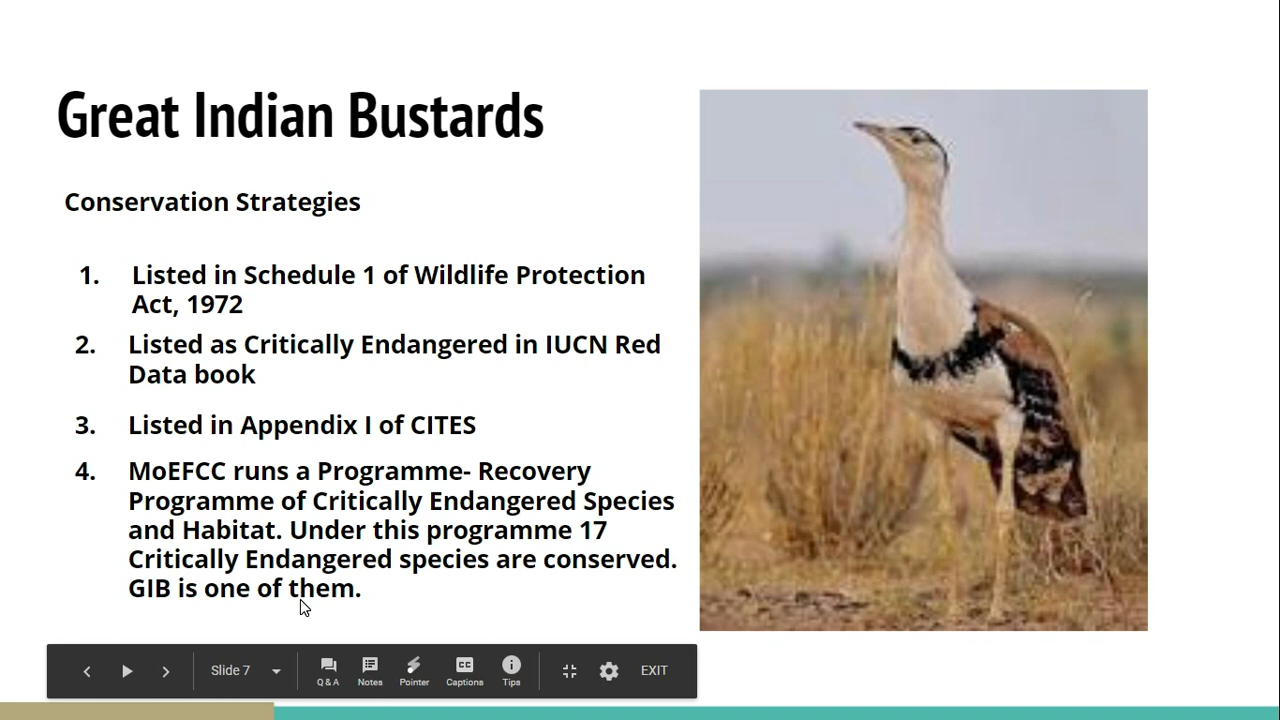 Great Indian Bustards
Conservation Strategies
1. Listed in Schedule 1 of Wildlife Protection
Act, 1972
2. Listed as Critically Endangered in IUCN Red
Data book
3. Listed in Appendix I of CITES
4. MoEFCC runs a Programme- Recovery
Programme of Critically Endangered Species
and Habitat. Under this programme 17
Critically Endangered species are conserved.
GIB is one of them.
Slide 7
Q & A
Notes
Pointer
CC
Captions
Tips
EXIT